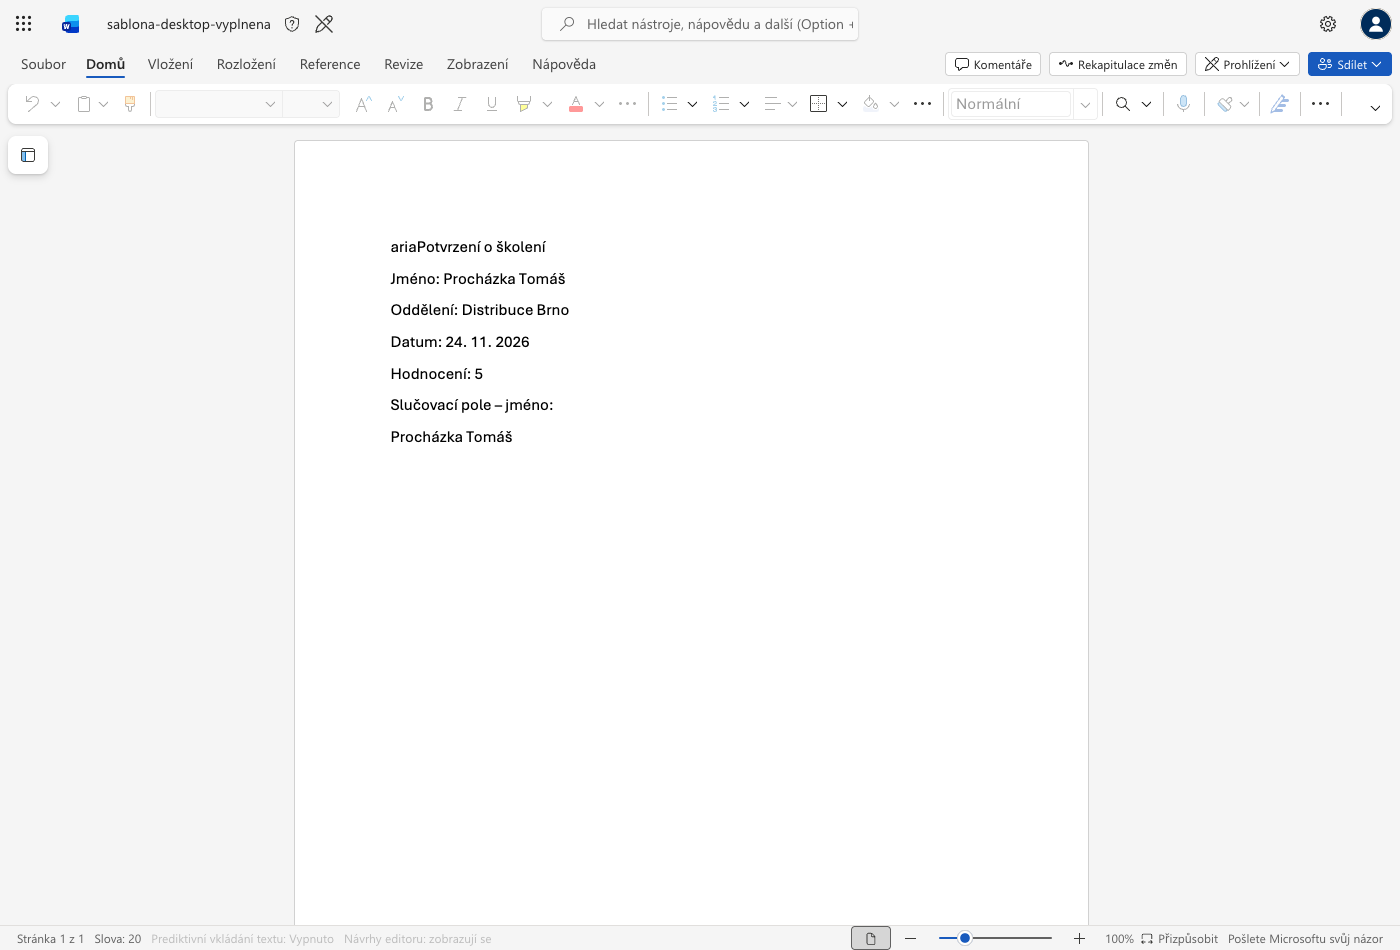 sablona-desktop-vyplnena
Hledat nástroje, nápovědu a další (Option +
Soubor Domů Vložení Rozložení Reference Revize Zobrazení Nápověda
Komentáře Rekapitulace změn Prohlížení Sdílet
Normální
ariaPotvrzení o školení
Jméno: Procházka Tomáš
Oddělení: Distribuce Brno
Datum: 24. 11. 2026
Hodnocení: 5
Slučovací pole – jméno:
Procházka Tomáš
Stránka 1 z 1 Slova: 20 Prediktivní vkládání textu: Vypnuto Návrhy editoru: zobrazují se 100% Přizpůsobit Pošlete Microsoftu svůj názor